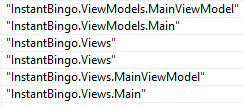 "InstantBingo.ViewModels.MainViewModel"
"InstantBingo.ViewModels.Main"
"InstantBingo.Views"
"InstantBingo.Views"
"InstantBingo.Views.MainViewModel"
"InstantBingo.Views.Main"